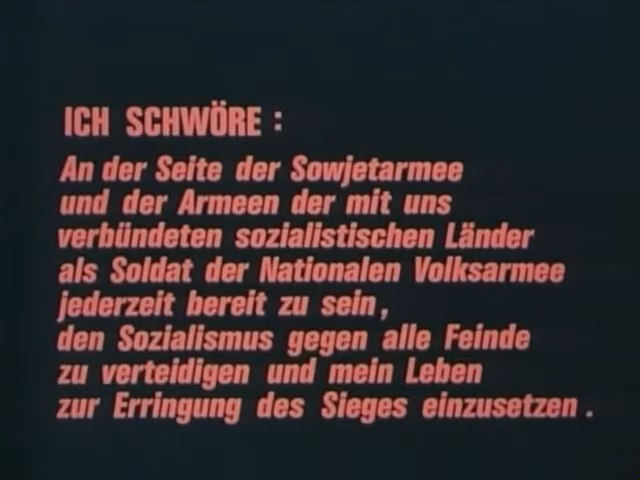 ICH SCHWÖRE :
An der Seite der Sowjetarmee
und der Armeen der mit uns
verbündeten sozialistischen Länder
als Soldat der Nationalen Volksarmee
jederzeit bereit zu sein,
den Sozialismus gegen alle Feinde
zu verteidigen und mein Leben
zur Erringung des Sieges einzusetzen .